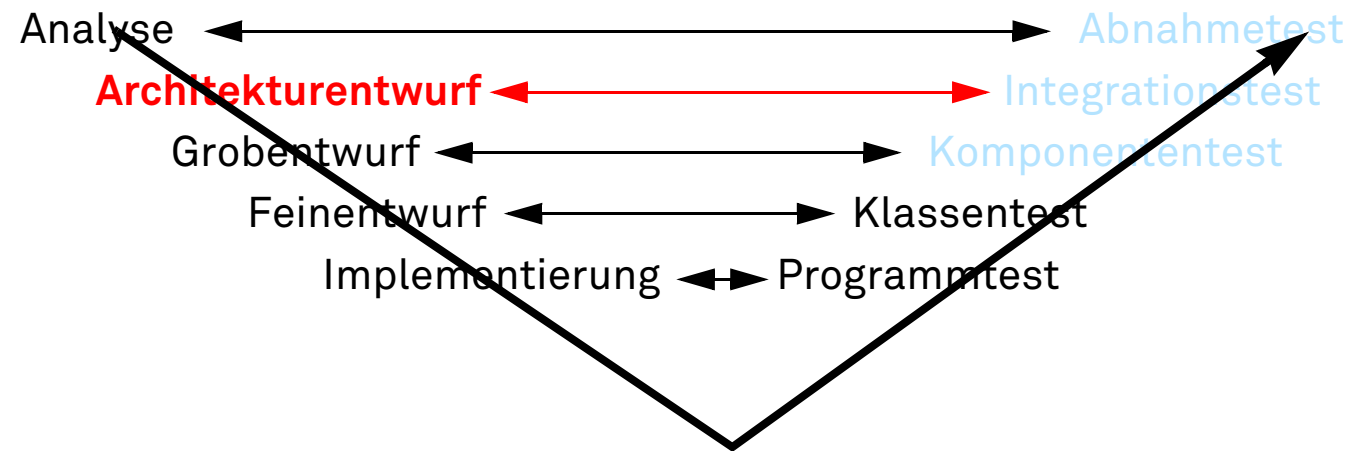 Analyse Abnahmetest
Architekturentwurf Integrationstest
Grobentwurf Komponententest
Feinentwurf Klassentest
Implementierung Programmtest